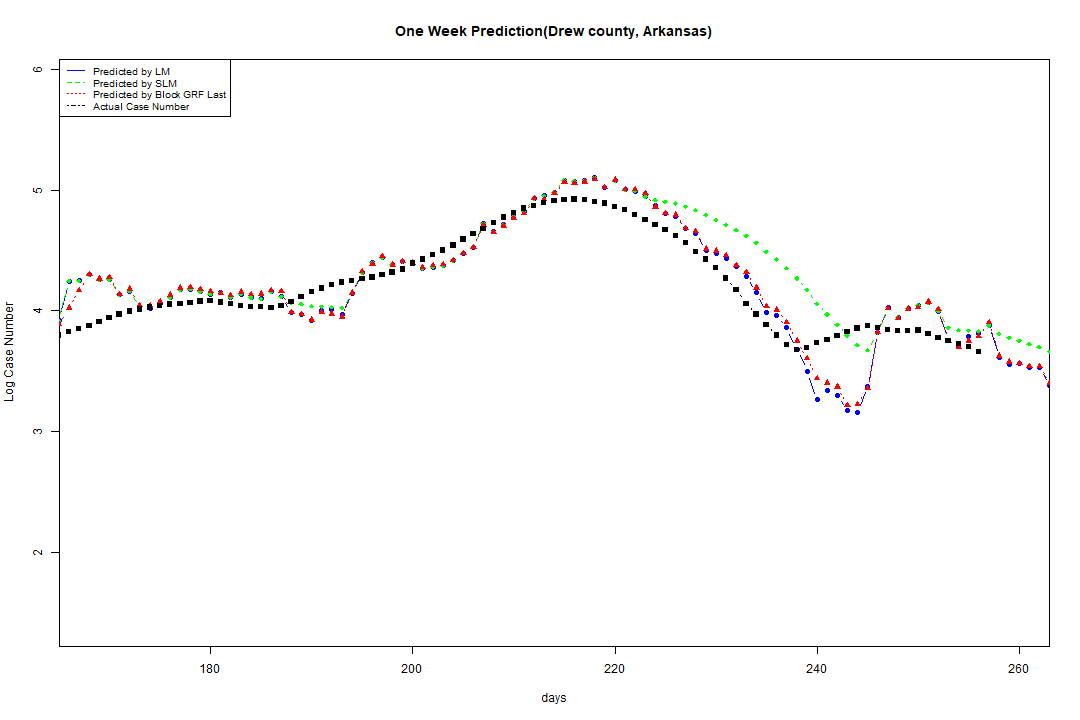 One Week Prediction(Drew county, Arkansas)
Predicted by LM
Predicted by SLM
Predicted by Block GRF Last
Actual Case Number
6
5
4
3
2
Log Case Number
180 200 220 240 260
days